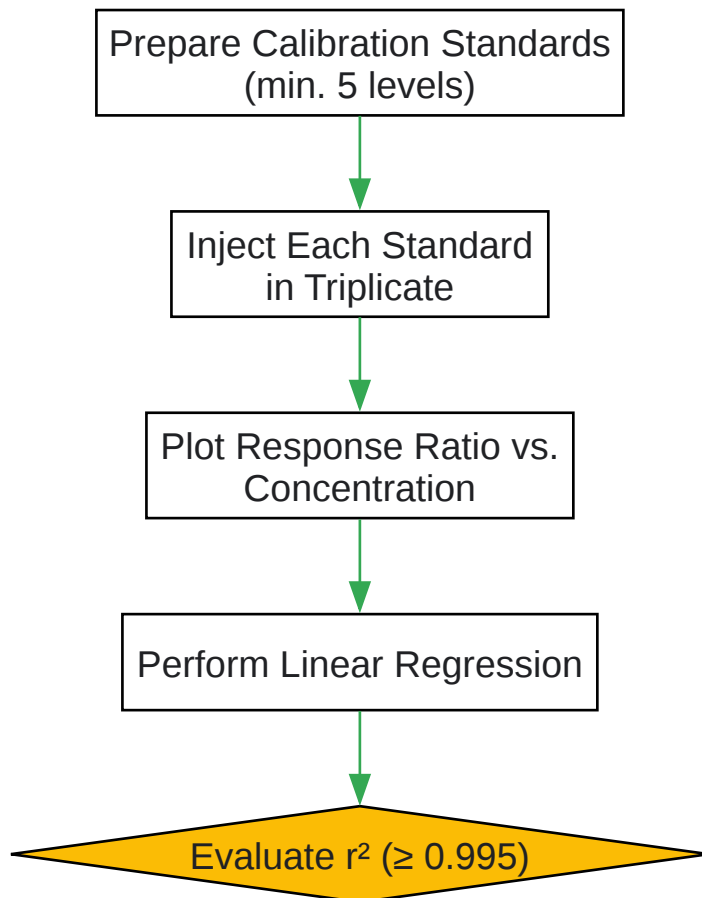 Prepare Calibration Standards
(min. 5 levels)
Inject Each Standard
in Triplicate
Plot Response Ratio vs.
Concentration
Perform Linear Regression
Evaluate r² (≥ 0.995)